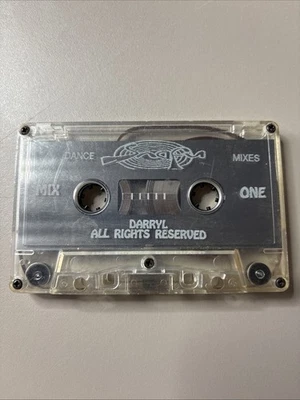 DANCE
MIXES
MIX
ONE
DARRYL
ALL RIGHTS RESERVED